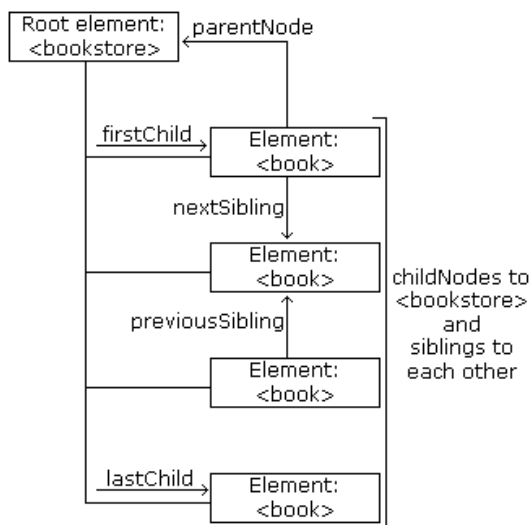 Root element:
<bookstore>
parentNode
firstChild
Element:
<book>
nextSibling
Element:
<book>
previousSibling
Element:
<book>
lastChild
Element:
<book>
childNodes to
<bookstore>
and
siblings to
each other